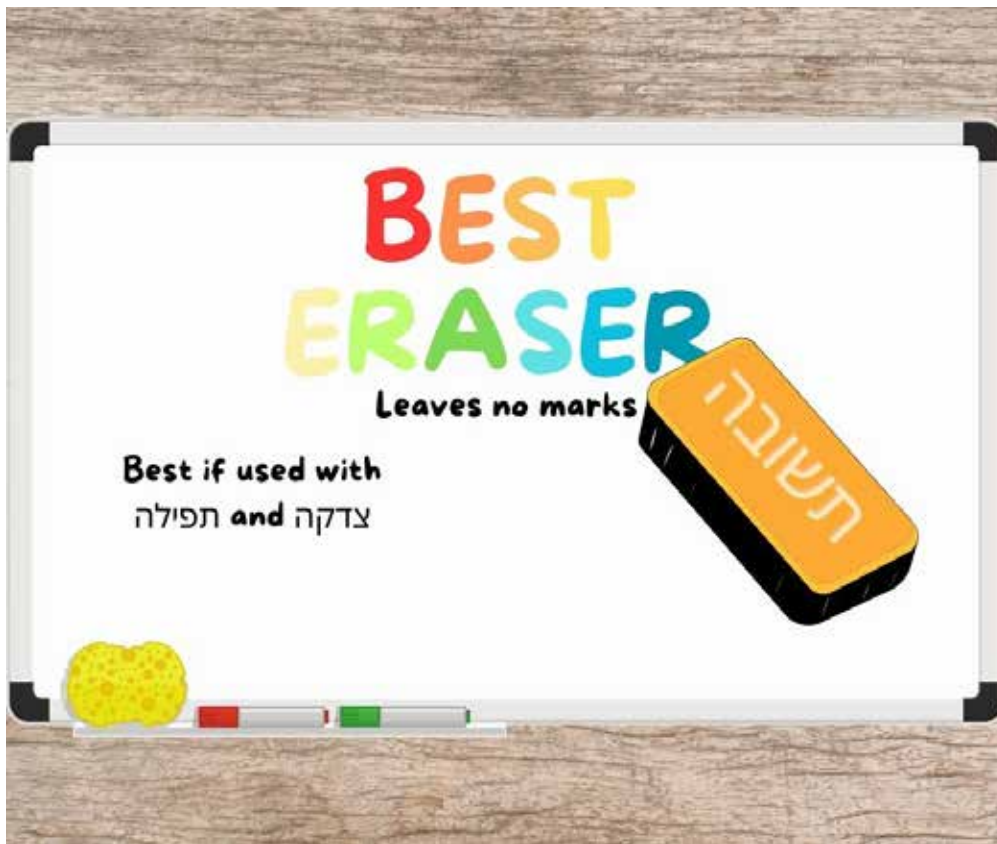 BEST
ERASER
Leaves no marks
Best if used with
תפילה and צדקה
תשובה